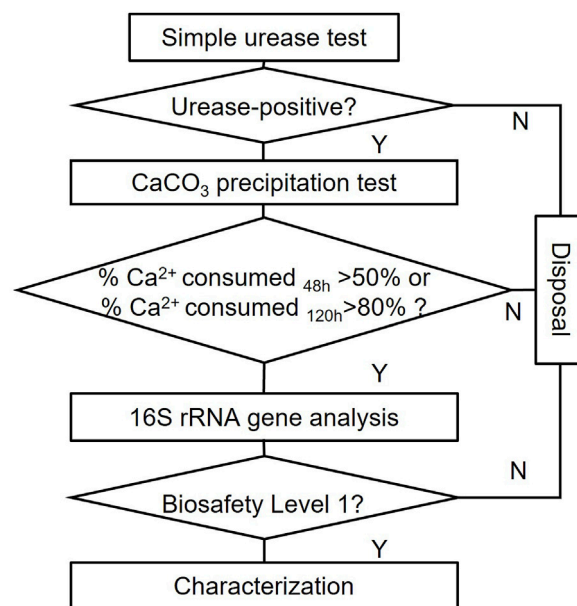 Simple urease test
Urease-positive?
N
Y
CaCO₃ precipitation test
% Ca²⁺ consumed ₄₈ₕ >50% or
% Ca²⁺ consumed ₁₂₀ₕ>80% ?
N
Disposal
Y
16S rRNA gene analysis
N
Biosafety Level 1?
Y
Characterization